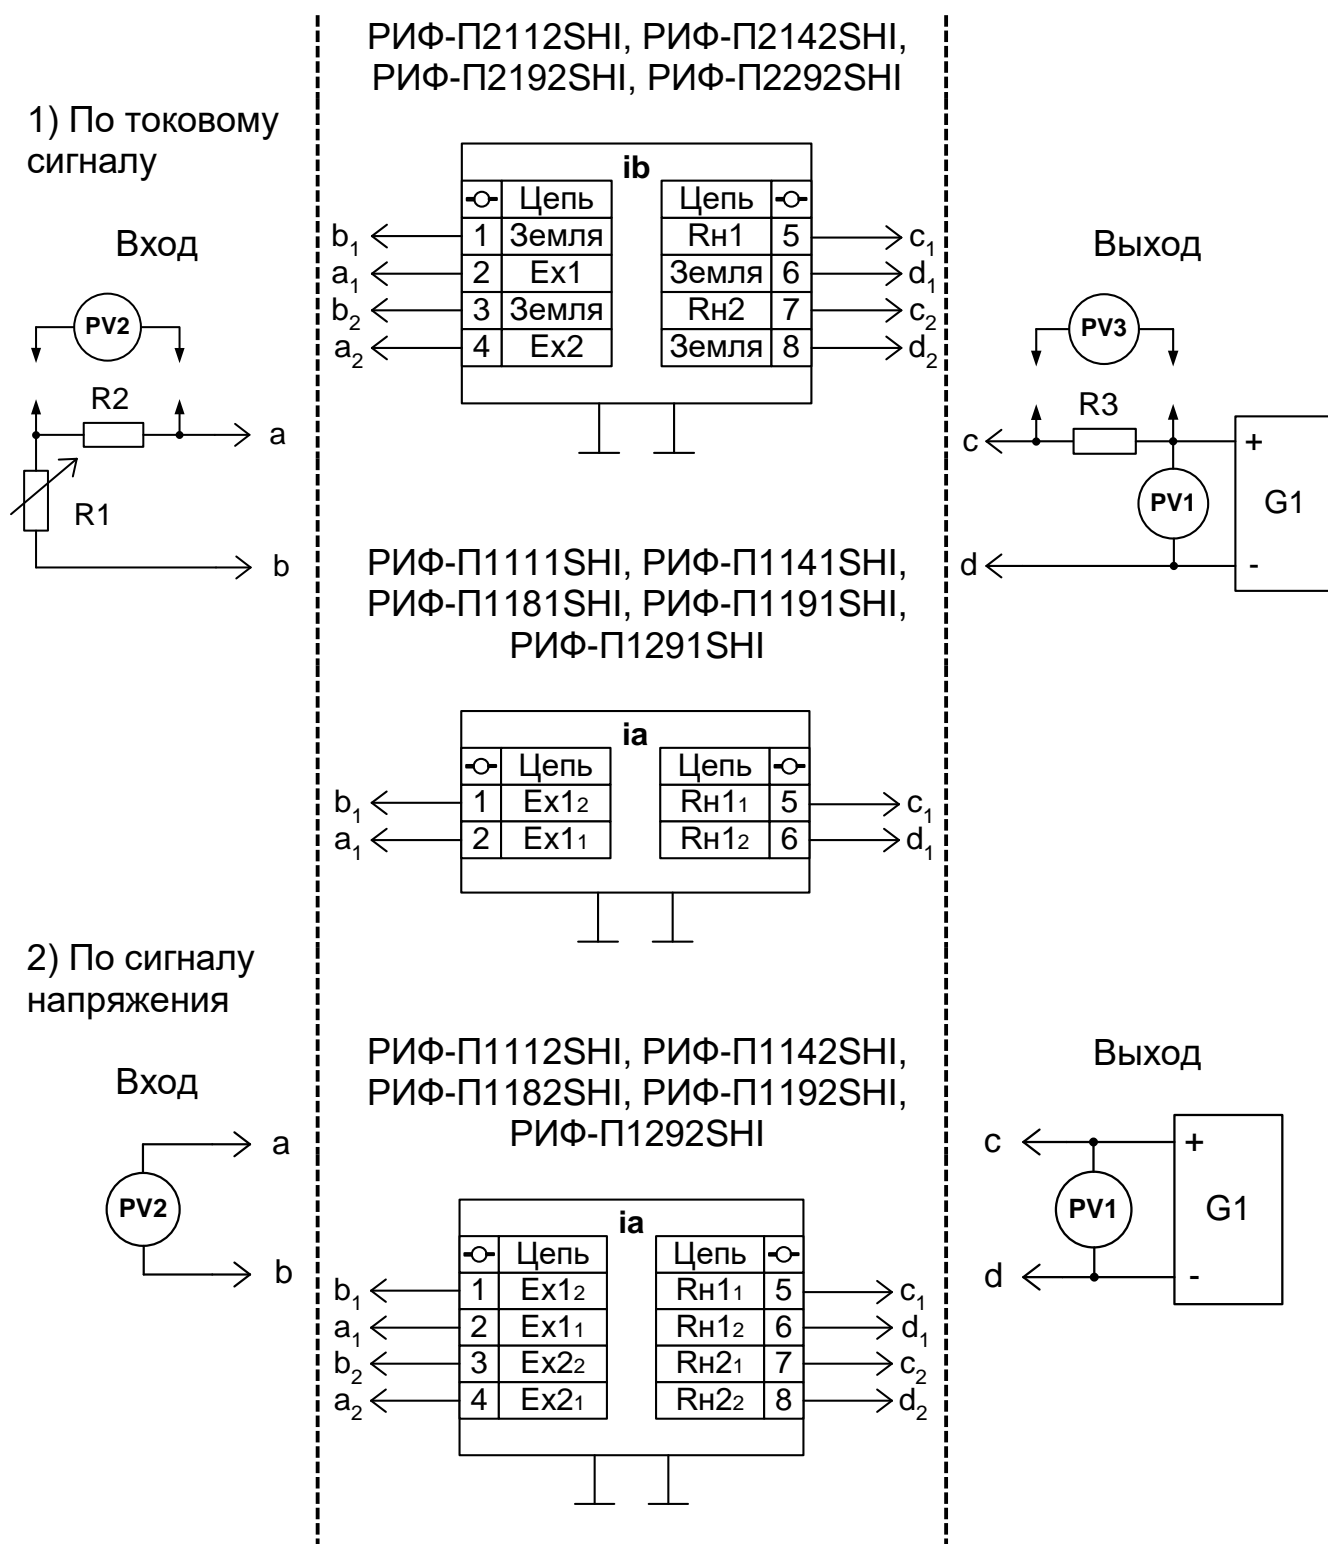 РИФ-П2112SHI, РИФ-П2142SHI,
РИФ-П2192SHI, РИФ-П2292SHI
1) По токовому
сигналу
Вход
PV2
R2
a
R1
b
ib
Цепь
Цепь
b1
1
Земля
Rн1
5
c1
a1
2
Ex1
Земля
6
d1
b2
3
Земля
Rн2
7
c2
a2
4
Ex2
Земля
8
d2
Выход
PV3
R3
c
+
PV1
G1
d
-
РИФ-П1111SHI, РИФ-П1141SHI,
РИФ-П1181SHI, РИФ-П1191SHI,
РИФ-П1291SHI
ia
Цепь
Цепь
b1
1
Ex12
Rн11
5
c1
a1
2
Ex11
Rн12
6
d1
2) По сигналу
напряжения
Вход
a
PV2
b
РИФ-П1112SHI, РИФ-П1142SHI,
РИФ-П1182SHI, РИФ-П1192SHI,
РИФ-П1292SHI
ia
Цепь
Цепь
b1
1
Ex12
Rн11
5
c1
a1
2
Ex11
Rн12
6
d1
b2
3
Ex22
Rн21
7
c2
a2
4
Ex21
Rн22
8
d2
Выход
c
+
PV1
G1
d
-